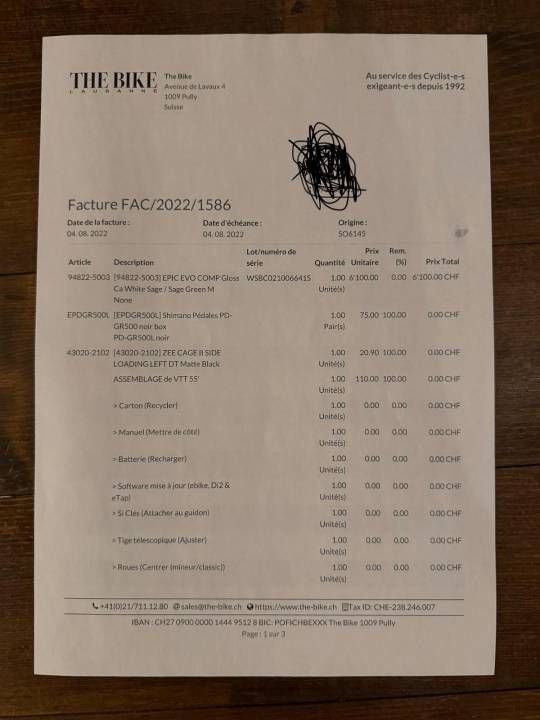 THE BIKE
LAUSANNE
The Bike
Avenue de Lavaux 4
1009 Pully
Suisse
Au service des Cyclist-e-s
exigeant-e-s depuis 1992
Facture FAC/2022/1586
Date de la facture : Date d'échéance : Origine :
04. 08. 2022 04. 08. 2022 SO6145
Article Description Lot/numéro de série Quantité Prix Unitaire Rem. (%) Prix Total
94822-5003 [94822-5003] EPIC EVO COMP Gloss WSBC021006641S 1.00 6'100.00 0.00 6'100.00 CHF
Ca White Sage / Sage Green M Unité(s)
None
EPDGR500L [EPDGR500L] Shimano Pédales PD- 1.00 75.00 100.00 0.00 CHF
GR500 noir box Pair(s)
PD-GR500L noir
43020-2102 [43020-2102] ZEE CAGE II SIDE 1.00 20.90 100.00 0.00 CHF
LOADING LEFT DT Matte Black Unité(s)
ASSEMBLAGE de VTT 55' 1.00 110.00 100.00 0.00 CHF
Unité(s)
> Carton (Recycler) 1.00 0.00 0.00 0.00 CHF
Unité(s)
> Manuel (Mettre de côté) 1.00 0.00 0.00 0.00 CHF
Unité(s)
> Batterie (Recharger) 1.00 0.00 0.00 0.00 CHF
Unité(s)
> Software mise à jour (ebike, Di2 & 1.00 0.00 0.00 0.00 CHF
eTap) Unité(s)
> Si Clés (Attacher au guidon) 1.00 0.00 0.00 0.00 CHF
Unité(s)
> Tige télescopique (Ajuster) 1.00 0.00 0.00 0.00 CHF
Unité(s)
> Roues (Centrer (mineur/classic)) 1.00 0.00 0.00 0.00 CHF
Unité(s)
+41(0)21/711.12.80 @ sales@the-bike.ch https://www.the-bike.ch Tax ID: CHE-238.246.007
IBAN : CH27 0900 0000 1444 9512 8 BIC: POFICHBEXXX The Bike 1009 Pully
Page : 1 sur 3